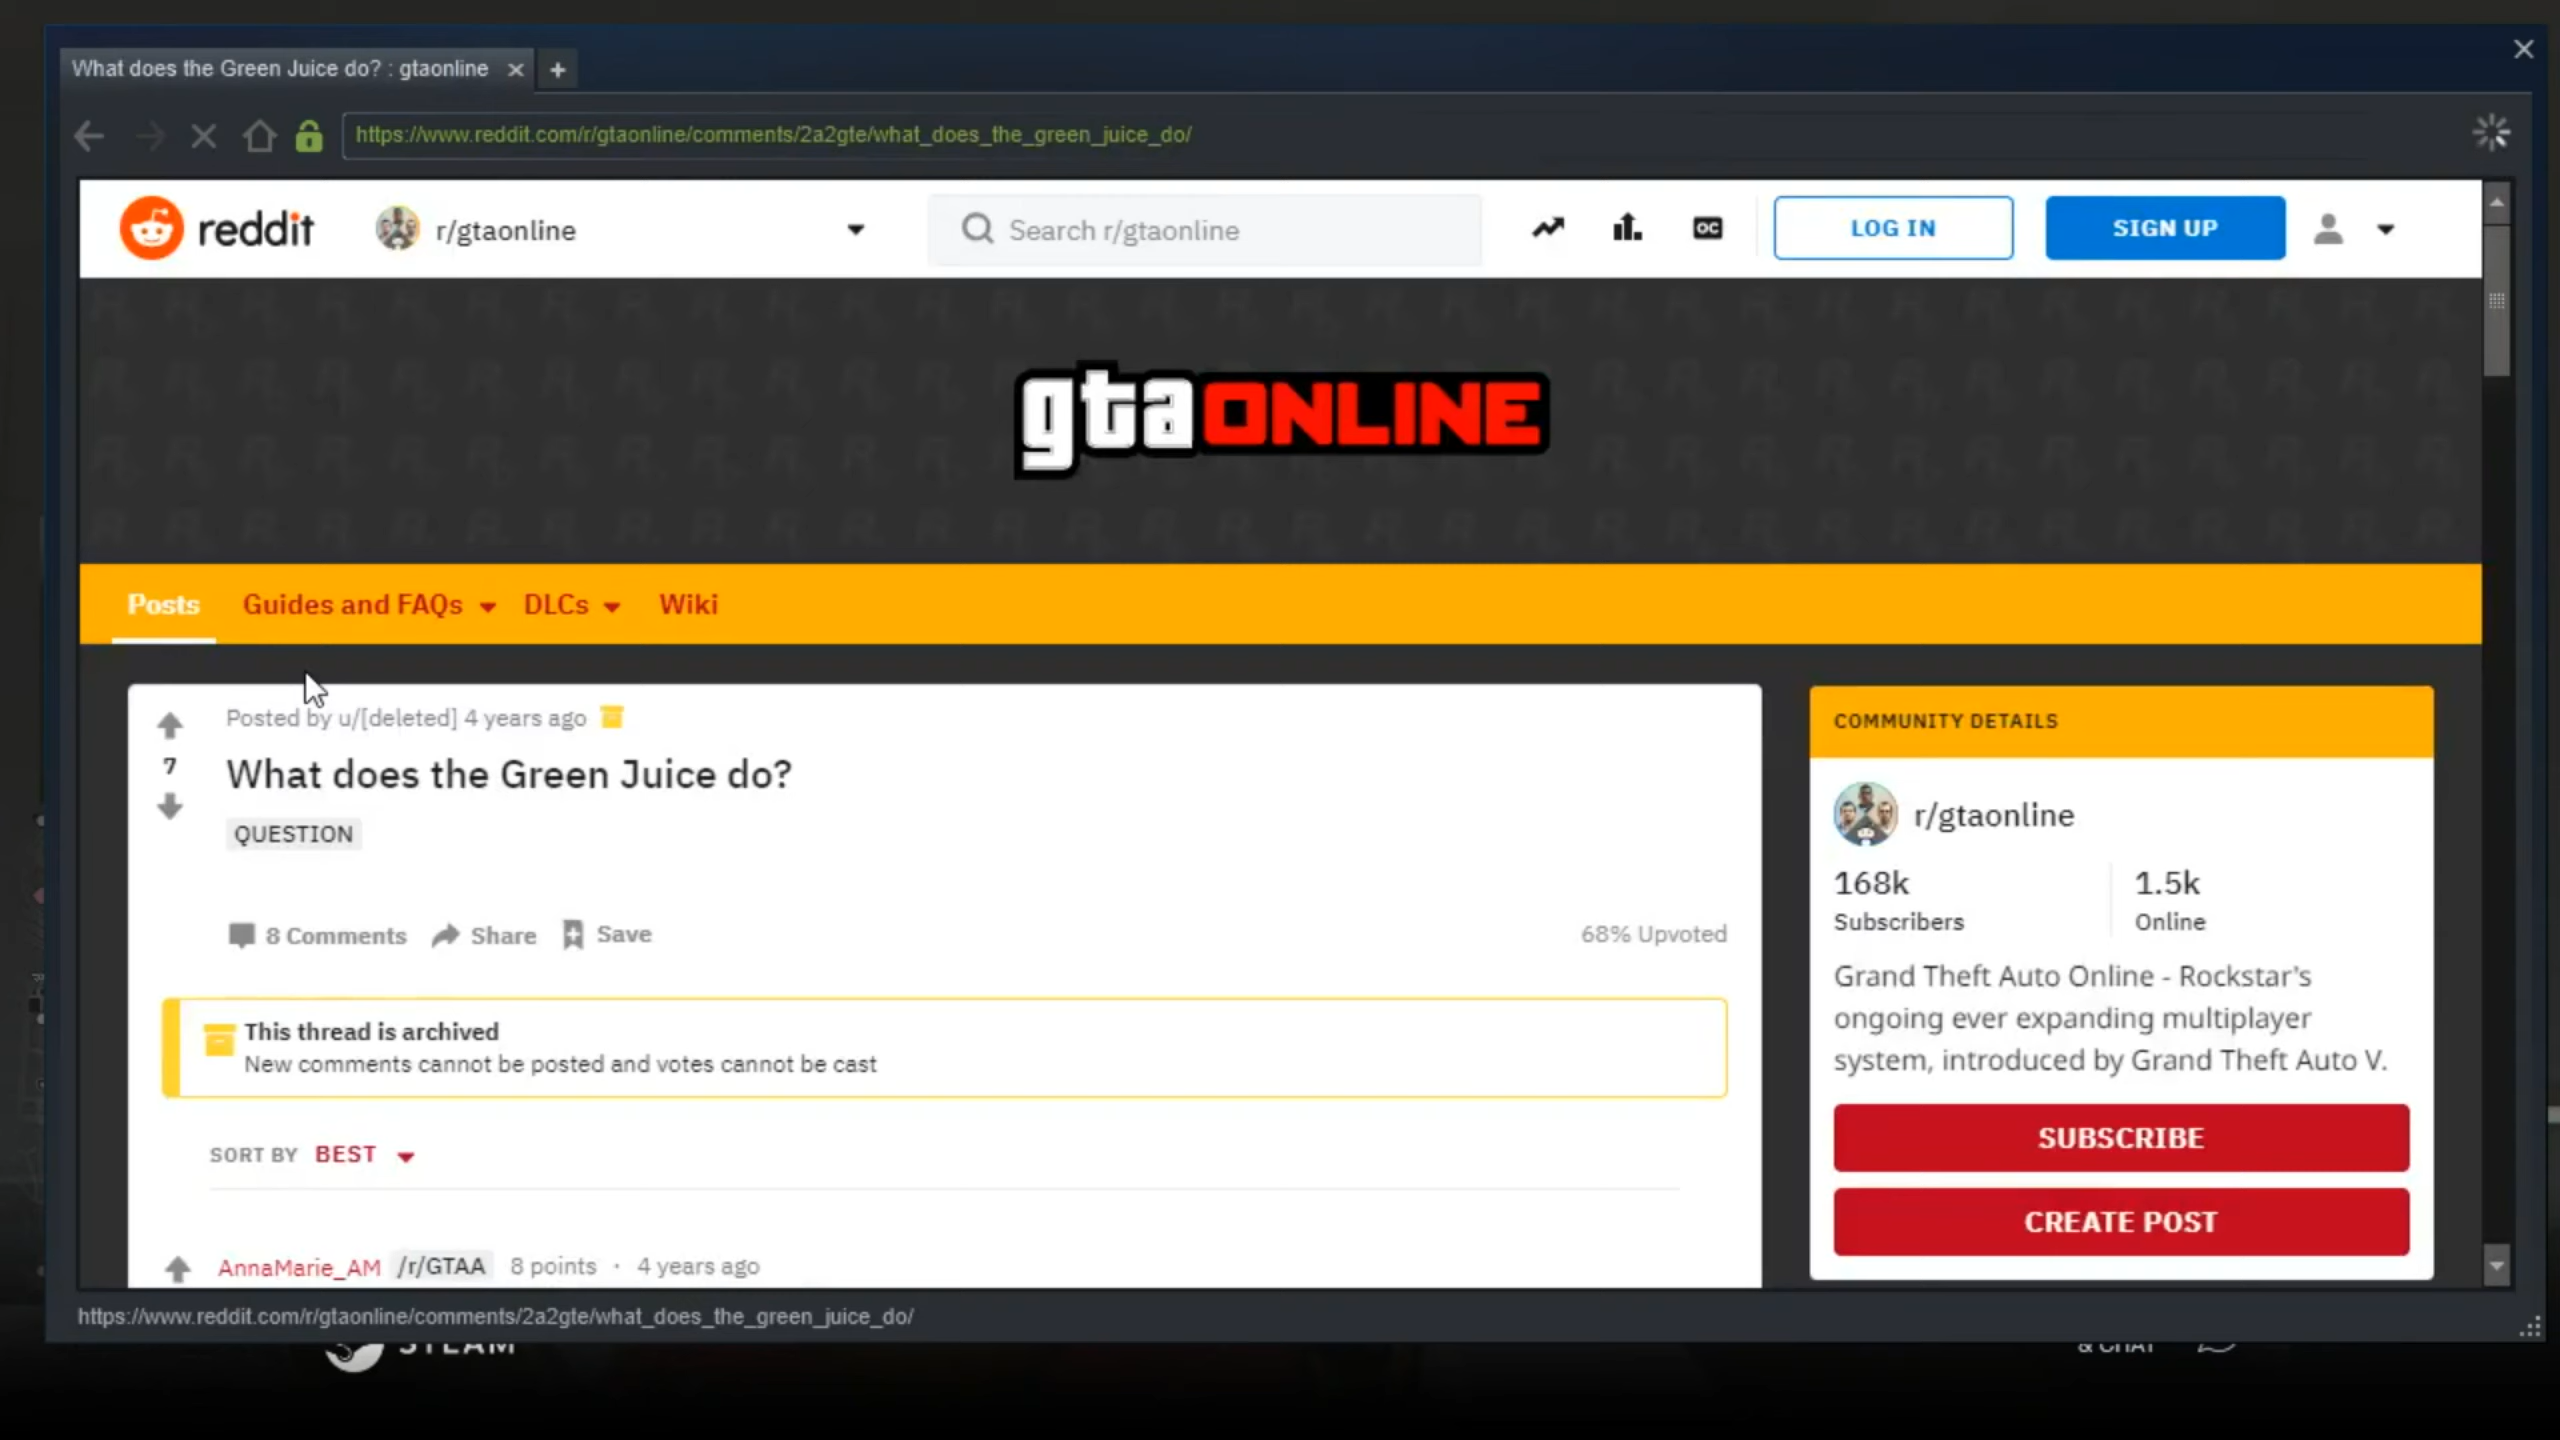 What does the Green Juice do? : gtaonline
https://www.reddit.com/r/gtaonline/comments/2a2gte/what_does_the_green_juice_do/
reddit
r/gtaonline
Search r/gtaonline
OC
LOG IN
SIGN UP
gtaONLINE
Posts
Guides and FAQs
DLCs
Wiki
Posted by u/[deleted] 4 years ago
7
What does the Green Juice do?
QUESTION
8 Comments
Share
Save
68% Upvoted
This thread is archived
New comments cannot be posted and votes cannot be cast
SORT BY BEST
AnnaMarie_AM /r/GTAA 8 points · 4 years ago
COMMUNITY DETAILS
r/gtaonline
168k
Subscribers
1.5k
Online
Grand Theft Auto Online - Rockstar's
ongoing ever expanding multiplayer
system, introduced by Grand Theft Auto V.
SUBSCRIBE
CREATE POST
https://www.reddit.com/r/gtaonline/comments/2a2gte/what_does_the_green_juice_do/
STEAM
& CHAT